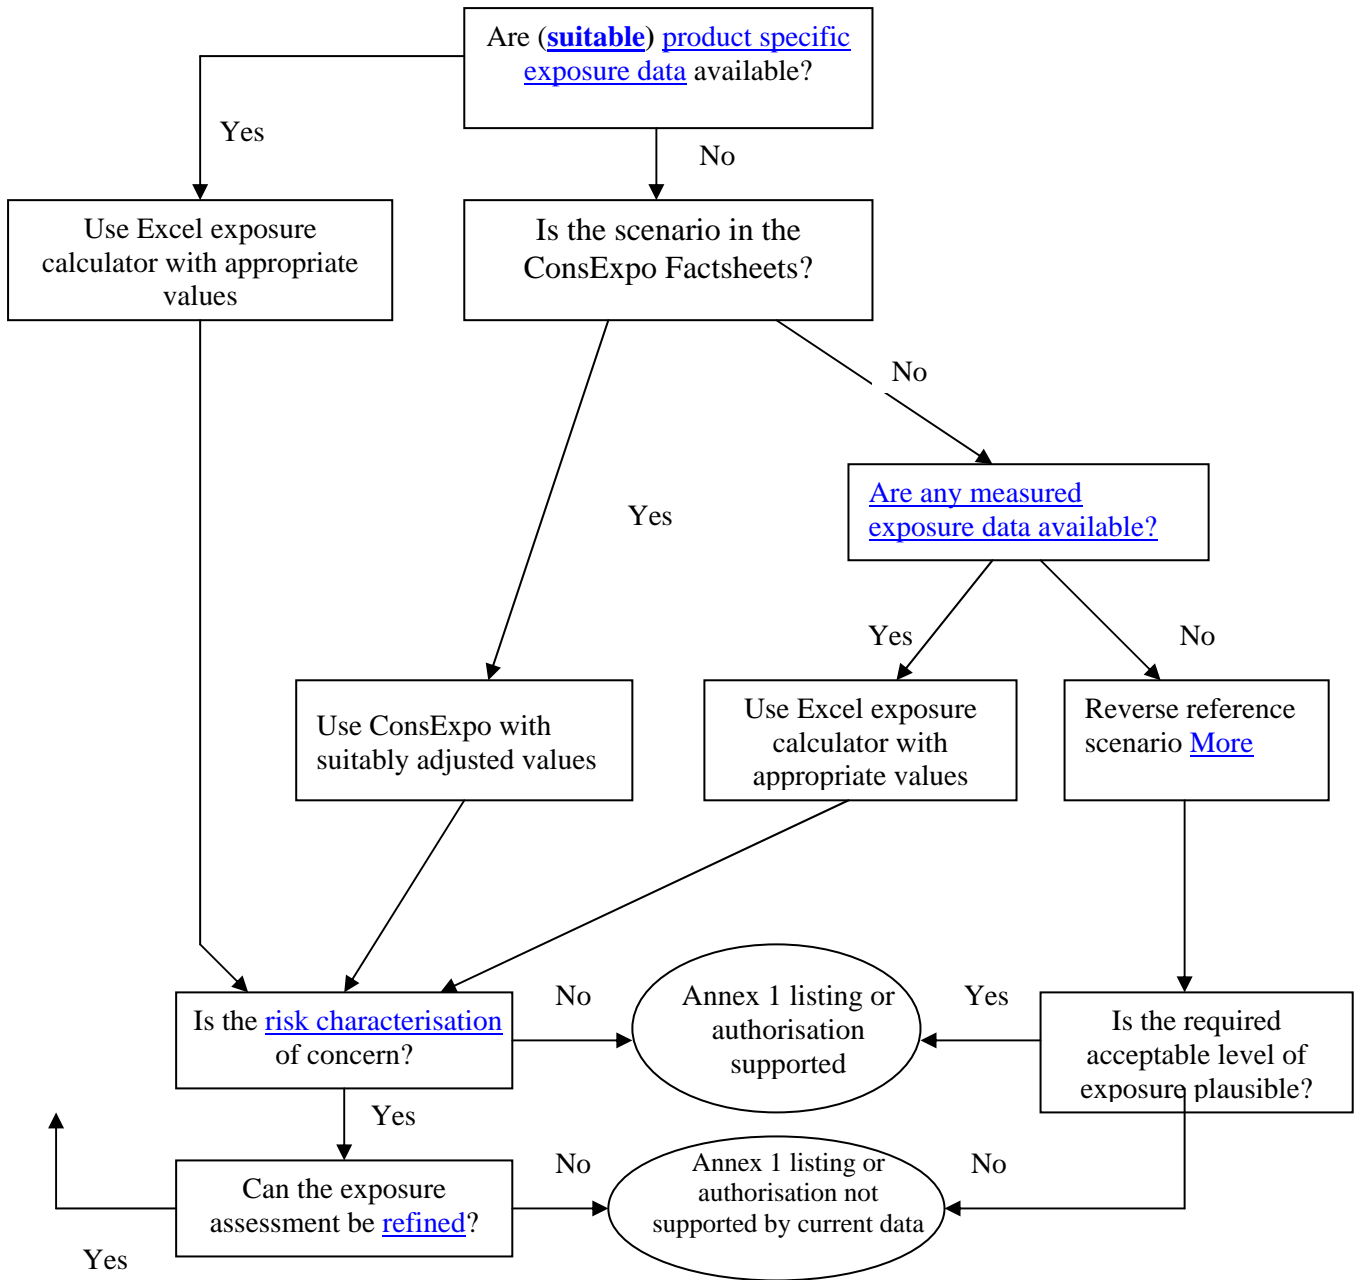 Are (suitable) product specific
exposure data available?
Yes
No
Use Excel exposure
calculator with appropriate
values
Is the scenario in the
ConsExpo Factsheets?
No
Yes
Are any measured
exposure data available?
Yes
No
Use ConsExpo with
suitably adjusted values
Use Excel exposure
calculator with
appropriate values
Reverse reference
scenario More
Is the risk characterisation
of concern?
No
Annex 1 listing or
authorisation
supported
Yes
Is the required
acceptable level of
exposure plausible?
Yes
Can the exposure
assessment be refined?
No
Annex 1 listing or
authorisation not
supported by current data
No
Yes